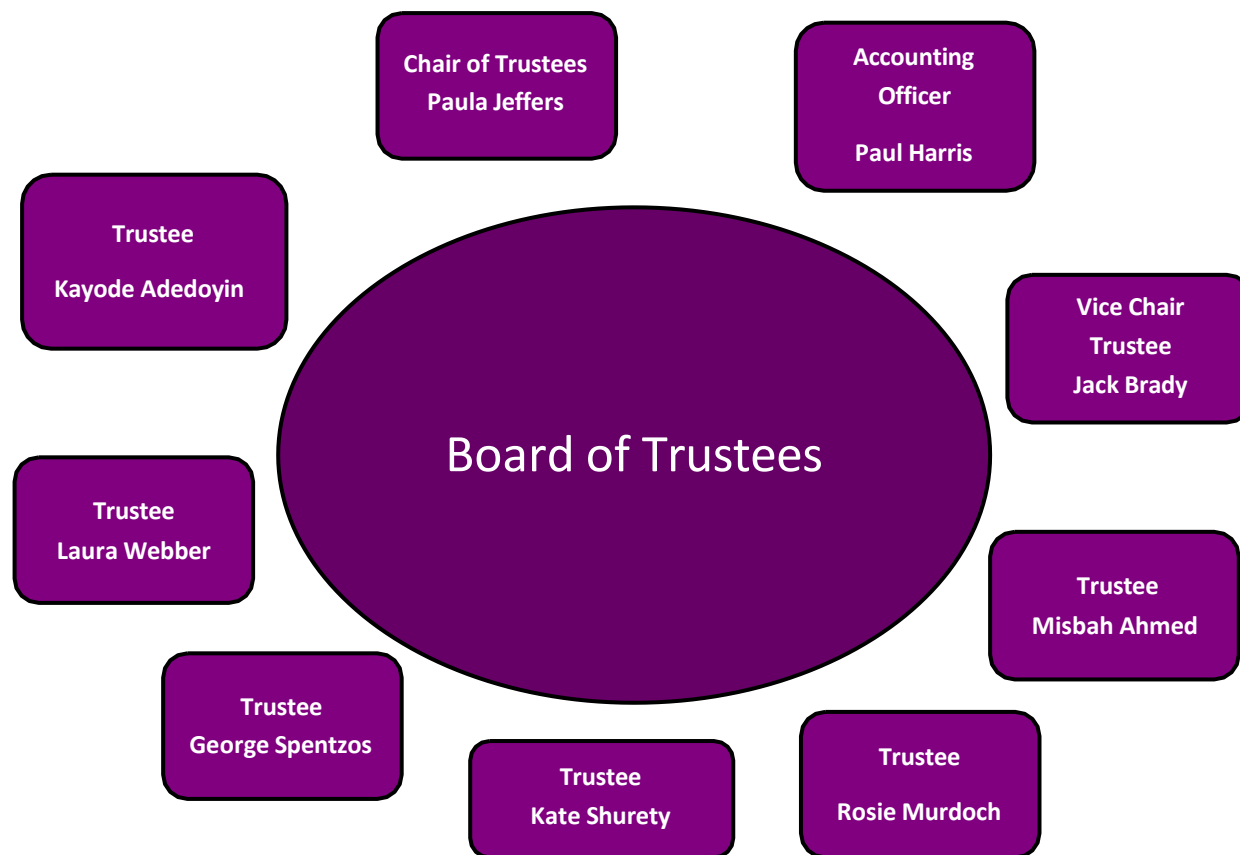 Chair of Trustees
Paula Jeffers
Accounting
Officer
Paul Harris
Trustee
Kayode Adedoyin
Vice Chair
Trustee
Jack Brady
Board of Trustees
Trustee
Laura Webber
Trustee
Misbah Ahmed
Trustee
George Spentzos
Trustee
Kate Shurety
Trustee
Rosie Murdoch